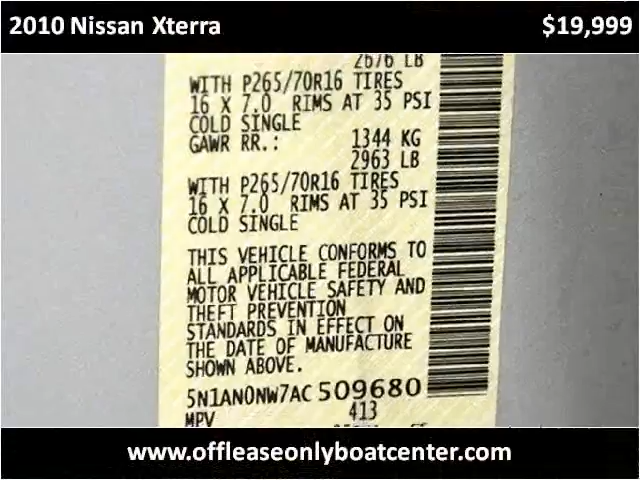 2010 Nissan Xterra $19,999
2676 LB
WITH P265/70R16 TIRES
16 X 7.0 RIMS AT 35 PSI
COLD SINGLE
GAWR RR.: 1344 KG
2963 LB
WITH P265/70R16 TIRES
16 X 7.0 RIMS AT 35 PSI
COLD SINGLE
THIS VEHICLE CONFORMS TO
ALL APPLICABLE FEDERAL
MOTOR VEHICLE SAFETY AND
THEFT PREVENTION
STANDARDS IN EFFECT ON
THE DATE OF MANUFACTURE
SHOWN ABOVE.
5N1AN0NW7AC509680
MPV 413
www.offleaseonlyboatcenter.com